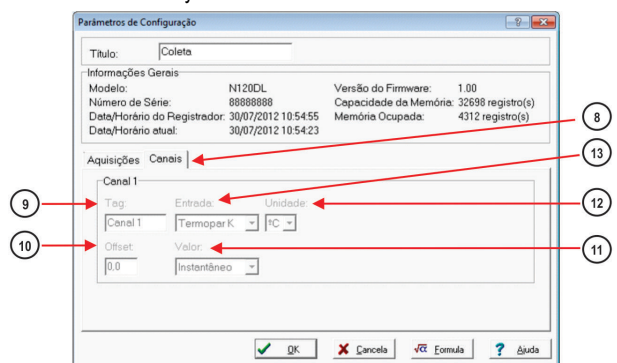 Parâmetros de Configuração
Título: Coleta
Informações Gerais
Modelo: N120DL Versão do Firmware: 1.00
Número de Série: 88888888 Capacidade da Memória: 32698 registro(s)
Data/Horário do Registrador: 30/07/2012 10:54:55 Memória Ocupada: 4312 registro(s)
Data/Horário atual: 30/07/2012 10:54:23
8
Aquisições Canais
13
Canal 1
9 Tag: Entrada: Unidade: 12
Canal 1 Termopar K ºC
10 Offset: Valor: 11
0,0 Instantâneo
OK Cancela Formula Ajuda